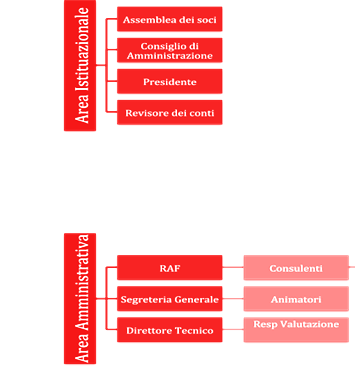 Area Istituazionale
Assemblea dei soci
Consiglio di
Amministrazione
Presidente
Revisore dei conti
Area Amministrativa
RAF
Consulenti
Segreteria Generale
Animatori
Direttore Tecnico
Resp Valutazione